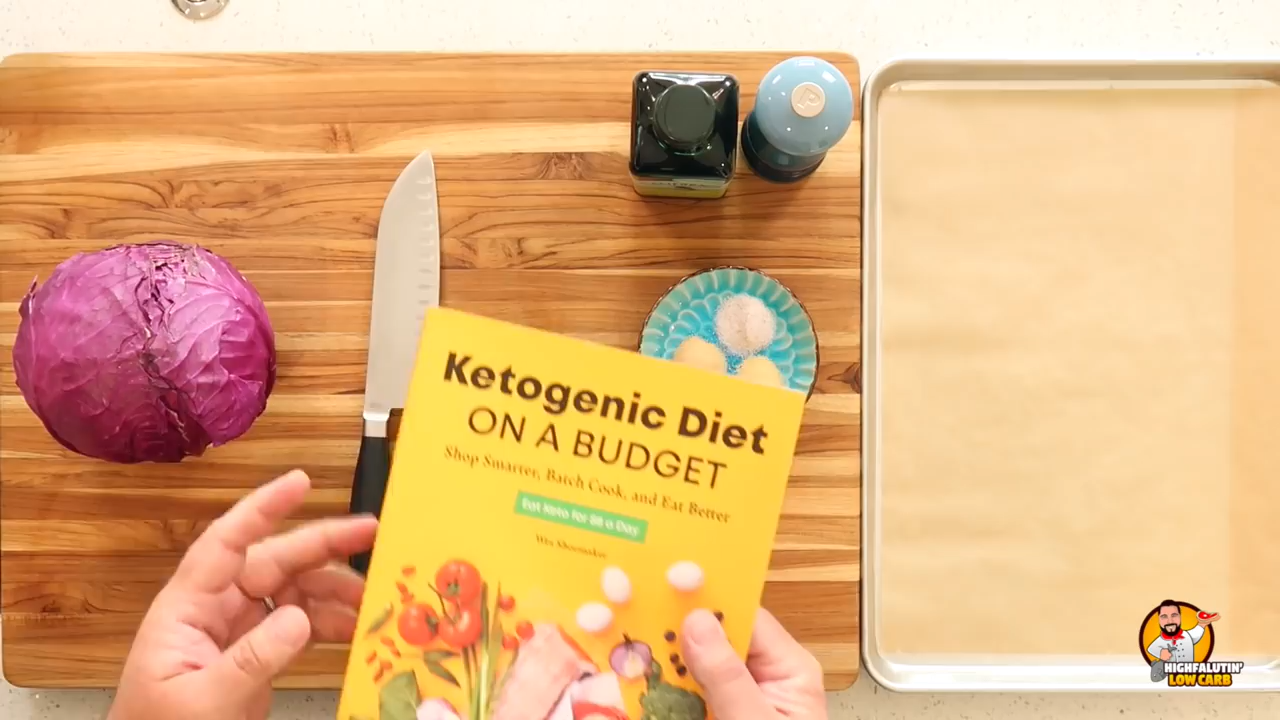 Ketogenic Diet
ON A BUDGET
Shop Smarter, Batch Cook, and Eat Better
Eat Keto for $8 a Day
HIGHFALUTIN'
LOW CARB